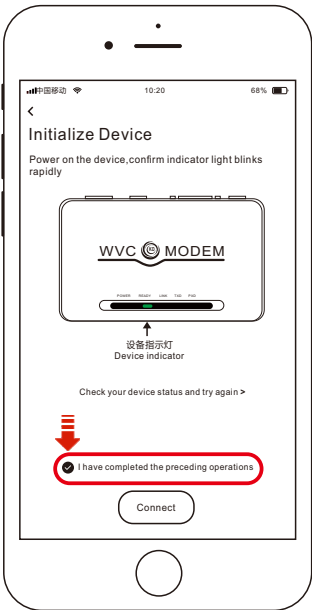 中国移动 10:20 68%
<
Initialize Device
Power on the device,confirm indicator light blinks
rapidly
WVC KE MODEM
POWER READY LINK TXD PXD
设备指示灯
Device indicator
Check your device status and try again >
I have completed the preceding operations
Connect